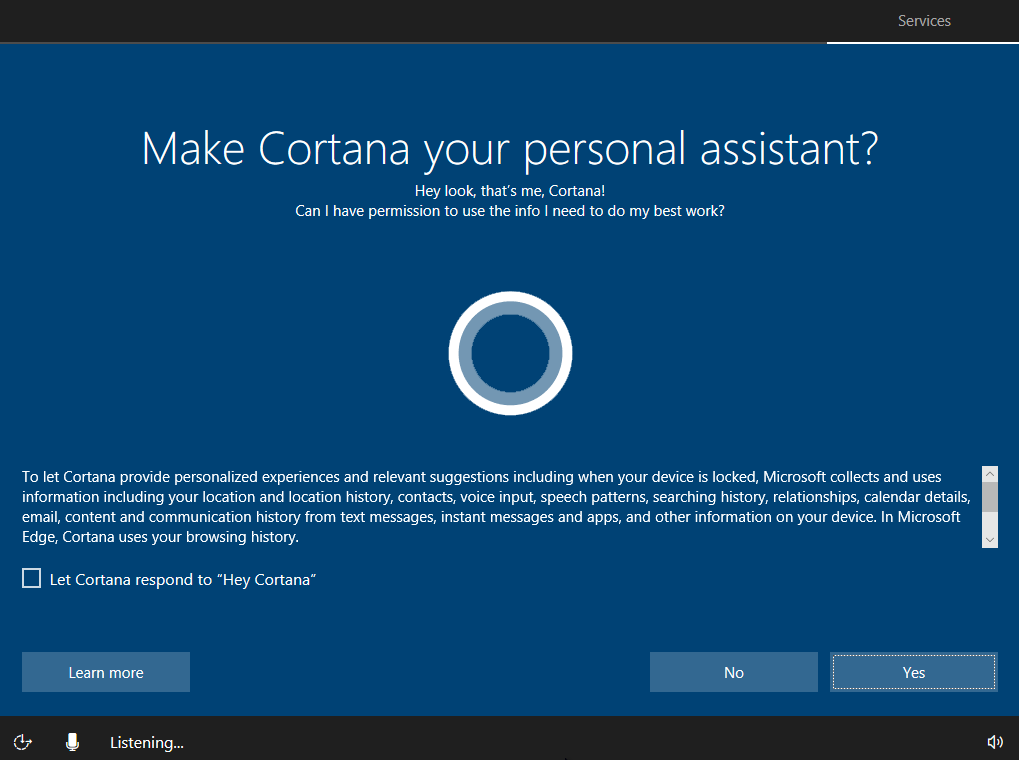 Services
Make Cortana your personal assistant?
Hey look, that's me, Cortana!
Can I have permission to use the info I need to do my best work?
To let Cortana provide personalized experiences and relevant suggestions including when your device is locked, Microsoft collects and uses
information including your location and location history, contacts, voice input, speech patterns, searching history, relationships, calendar details,
email, content and communication history from text messages, instant messages and apps, and other information on your device. In Microsoft
Edge, Cortana uses your browsing history.
Let Cortana respond to “Hey Cortana”
Learn more
No
Yes
Listening...